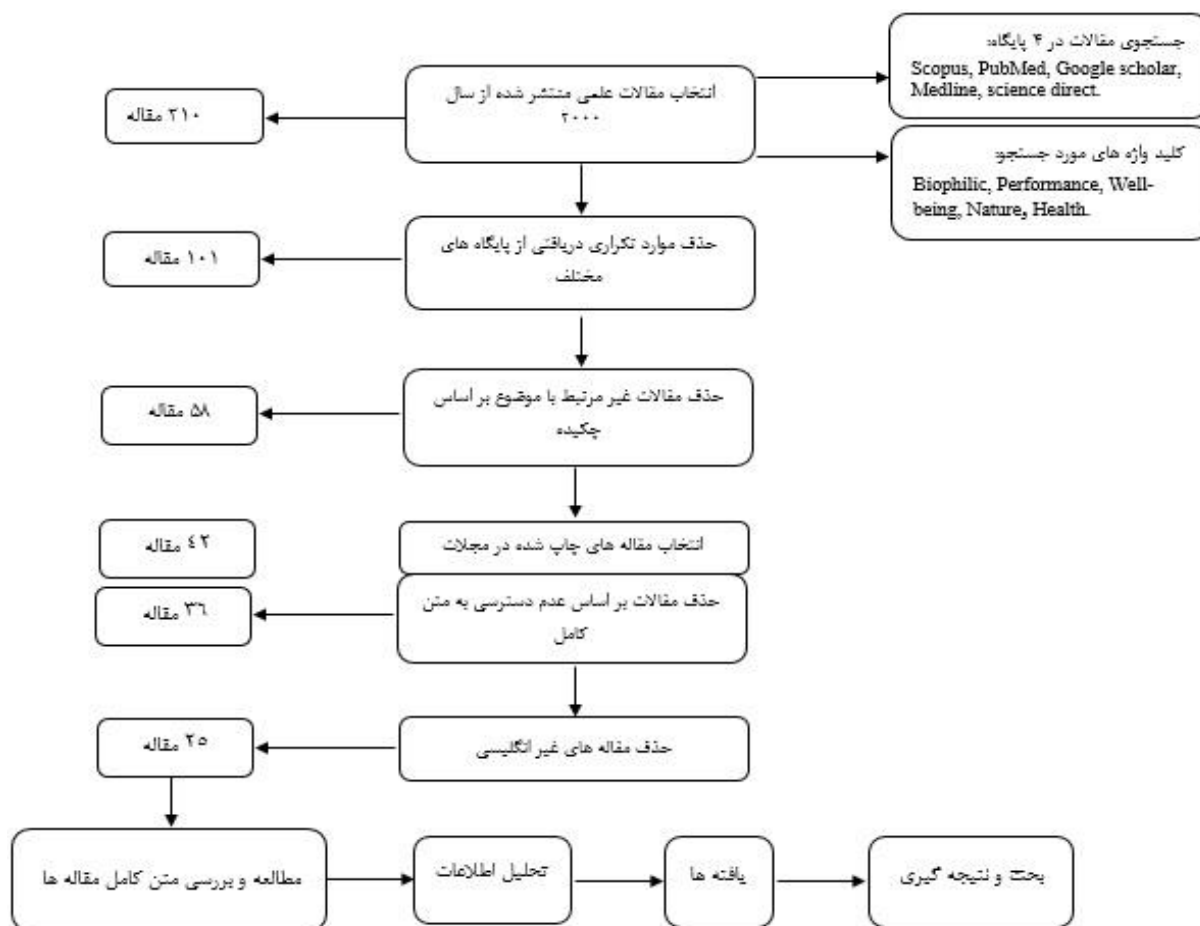 جستجوی مقالات در ۴ پایگاه:
Scopus, PubMed, Google scholar,
Medline, science direct.
انتخاب مقالات علمی منتشر شده از سال
۲۰۰۰
۲۱۰ مقاله
کلید واژه های مورد جستجو:
Biophilic, Performance, Well-
being, Nature, Health.
حذف موارد تکراری دریافتی از پایگاه های
مختلف
۱۰۱ مقاله
حذف مقالات غیر مرتبط با موضوع بر اساس
چکیده
۵۸ مقاله
انتخاب مقاله های چاپ شده در مجلات
٤۲ مقاله
حذف مقالات بر اساس عدم دسترسی به متن
کامل
۳٦ مقاله
حذف مقاله های غیر انگلیسی
۲۵ مقاله
مطالعه و بررسی متن کامل مقاله ها
تحلیل اطلاعات
یافته ها
بحث و نتیجه گیری